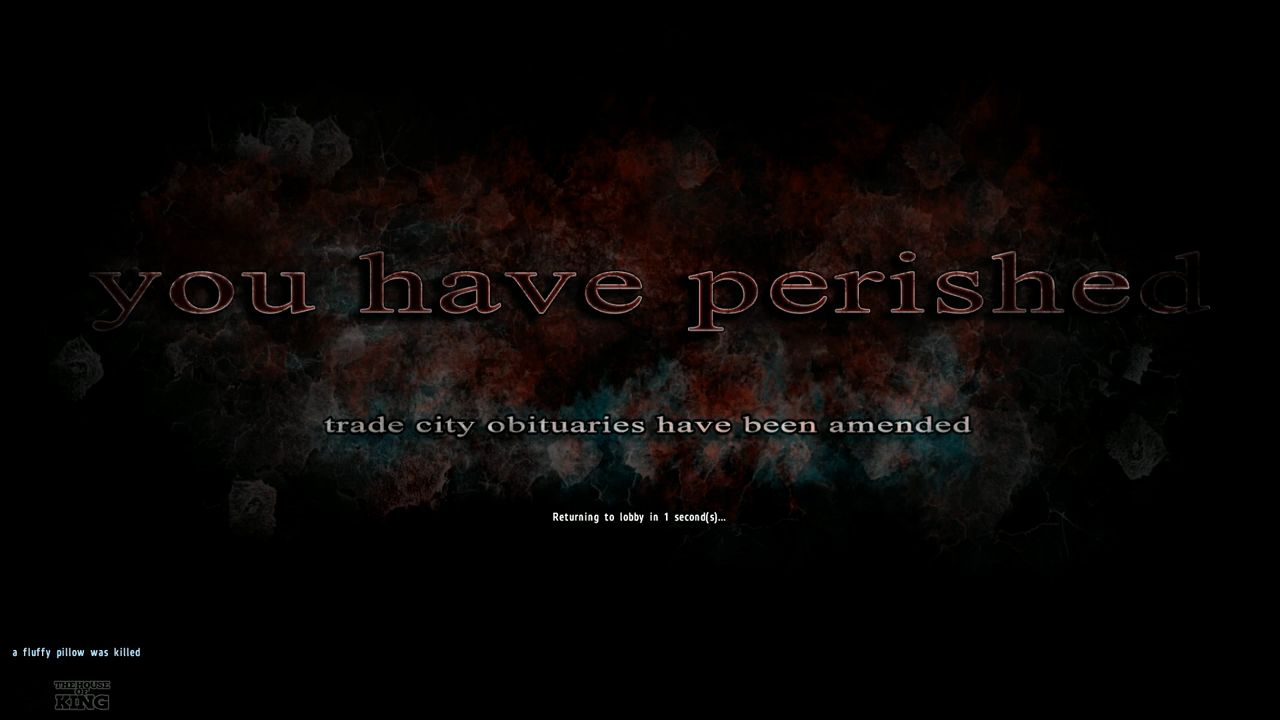 you have perished
trade city obituaries have been amended
Returning to lobby in 1 second(s)...
a fluffy pillow was killed
THE HOUSE
OF
KING